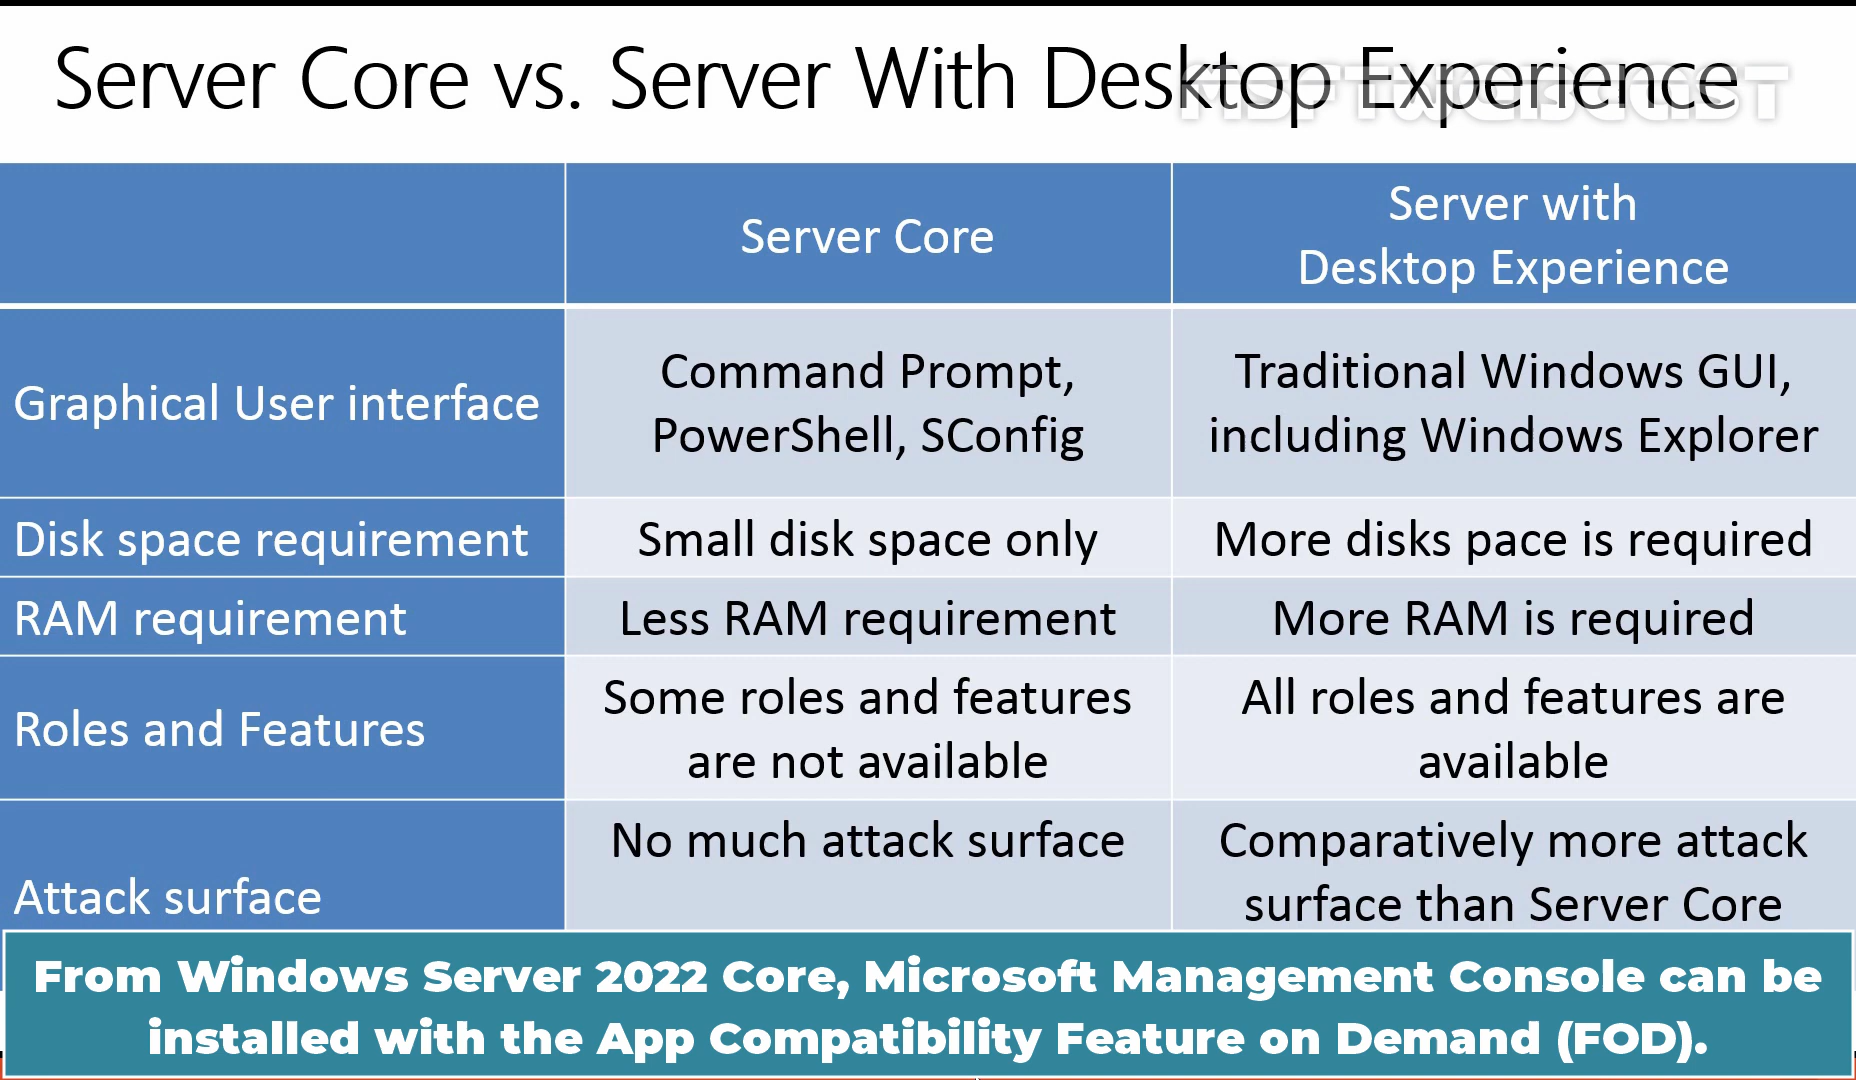 Server Core vs. Server With Desktop Experience
MSFTWEBCAST
Server Core
Server with
Desktop Experience
Graphical User interface
Command Prompt,
PowerShell, SConfig
Traditional Windows GUI,
including Windows Explorer
Disk space requirement
Small disk space only
More disks pace is required
RAM requirement
Less RAM requirement
More RAM is required
Roles and Features
Some roles and features
are not available
All roles and features are
available
Attack surface
No much attack surface
Comparatively more attack
surface than Server Core
From Windows Server 2022 Core, Microsoft Management Console can be
installed with the App Compatibility Feature on Demand (FOD).